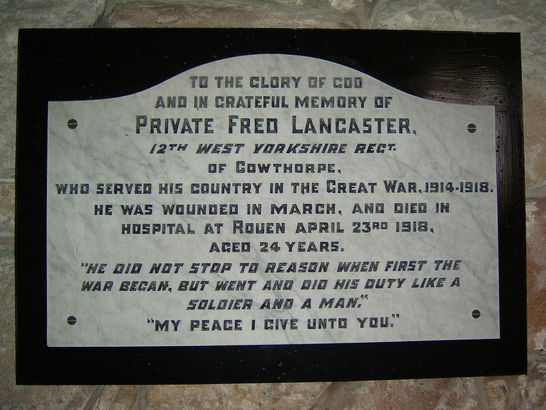 TO THE GLORY OF GOD
AND IN GRATEFUL MEMORY OF
PRIVATE FRED LANCASTER,
12TH WEST YORKSHIRE REGT.
OF COWTHORPE,
WHO SERVED HIS COUNTRY IN THE GREAT WAR, 1914-1918.
HE WAS WOUNDED IN MARCH, AND DIED IN
HOSPITAL AT ROUEN APRIL 23RD 1918,
AGED 24 YEARS.
"HE DID NOT STOP TO REASON WHEN FIRST THE
WAR BEGAN, BUT WENT AND DID HIS DUTY LIKE A
SOLDIER AND A MAN."
"MY PEACE I GIVE UNTO YOU."